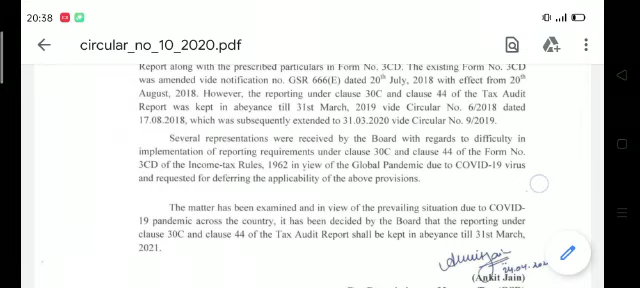 20:38
circular_no_10_2020.pdf
Report along with the prescribed particulars in Form No. 3CD. The existing Form No. 3CD
was amended vide notification no. GSR 666(E) dated 20th July, 2018 with effect from 20th
August, 2018. However, the reporting under clause 30C and clause 44 of the Tax Audit
Report was kept in abeyance till 31st March, 2019 vide Circular No. 6/2018 dated
17.08.2018, which was subsequently extended to 31.03.2020 vide Circular No. 9/2019.
Several representations were received by the Board with regards to difficulty in
implementation of reporting requirements under clause 30C and clause 44 of the Form No.
3CD of the Income-tax Rules, 1962 in view of the Global Pandemic due to COVID-19 virus
and requested for deferring the applicability of the above provisions.
The matter has been examined and in view of the prevailing situation due to COVID-
19 pandemic across the country, it has been decided by the Board that the reporting under
clause 30C and clause 44 of the Tax Audit Report shall be kept in abeyance till 31st March,
2021.
(Ankit Jain)